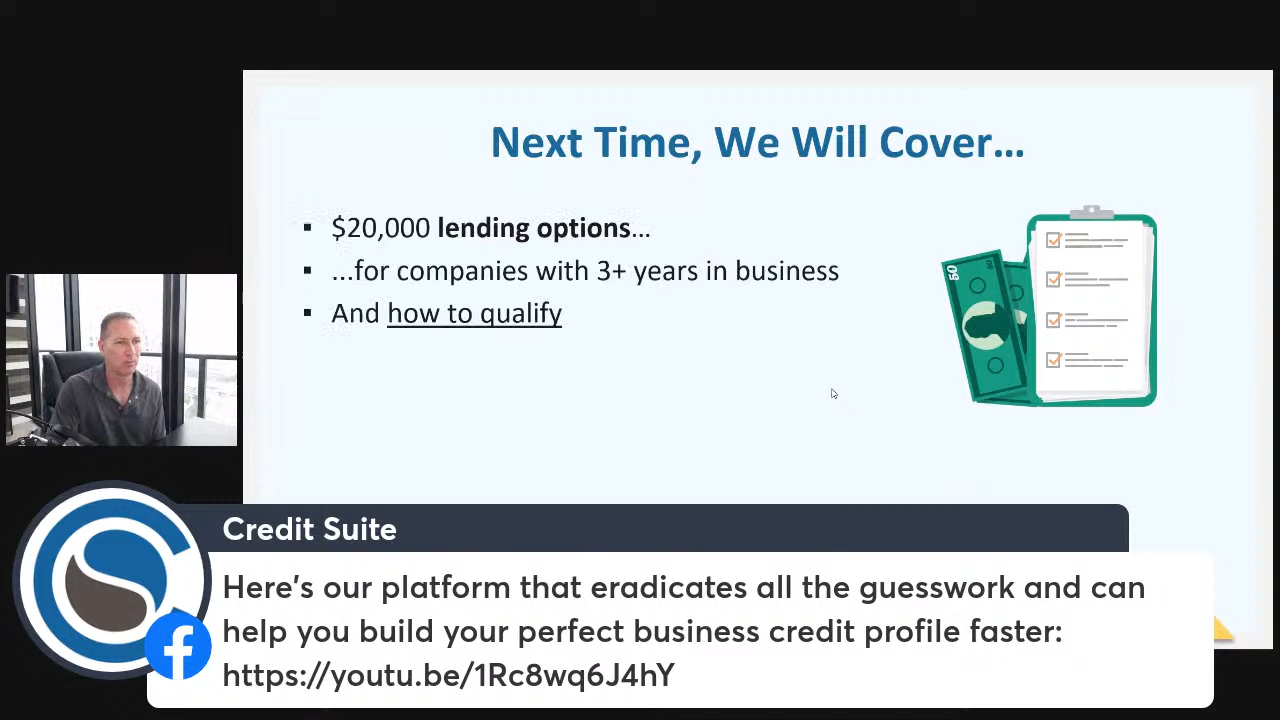 Next Time, We Will Cover…
▪ $20,000 lending options…
▪ …for companies with 3+ years in business
▪ And how to qualify
50
50
Credit Suite
Here's our platform that eradicates all the guesswork and can
help you build your perfect business credit profile faster:
https://youtu.be/1Rc8wq6J4hY